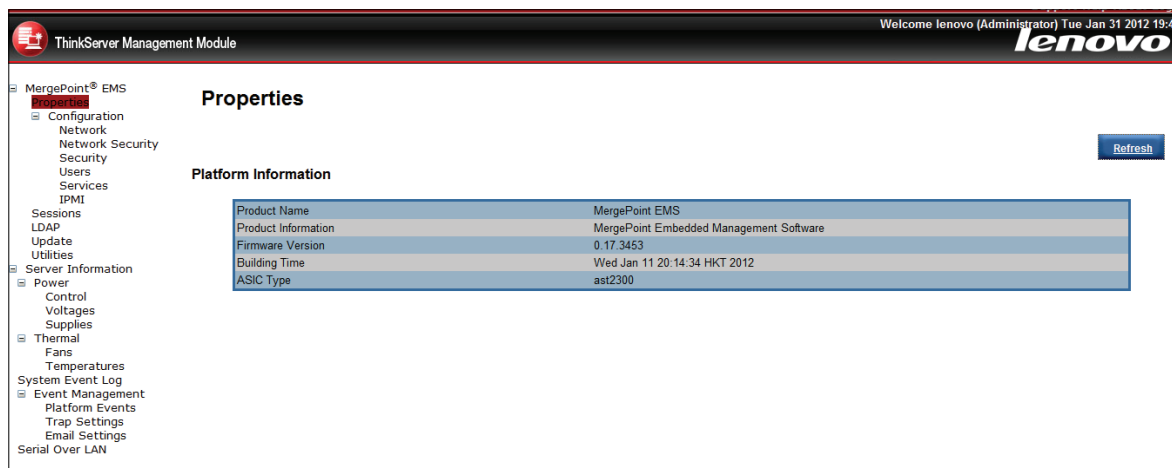 Welcome lenovo (Administrator) Tue Jan 31 2012 19:4
ThinkServer Management Module
lenovo
MergePoint® EMS
Properties
Configuration
Network
Network Security
Security
Users
Services
IPMI
Sessions
LDAP
Update
Utilities
Server Information
Power
Control
Voltages
Supplies
Thermal
Fans
Temperatures
System Event Log
Event Management
Platform Events
Trap Settings
Email Settings
Serial Over LAN
Properties
Refresh
Platform Information
Product Name MergePoint EMS
Product Information MergePoint Embedded Management Software
Firmware Version 0.17.3453
Building Time Wed Jan 11 20:14:34 HKT 2012
ASIC Type ast2300